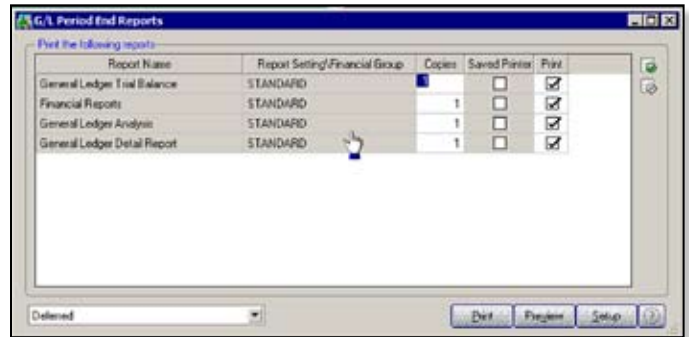 G/L Period End Reports
Print the following reports
Report Name Report Setting\Financial Group Copies Saved Printer Print
General Ledger Trial Balance STANDARD 1
Financial Reports STANDARD 1
General Ledger Analysis STANDARD 1
General Ledger Detail Report STANDARD 1
Deferred Print Preview Setup